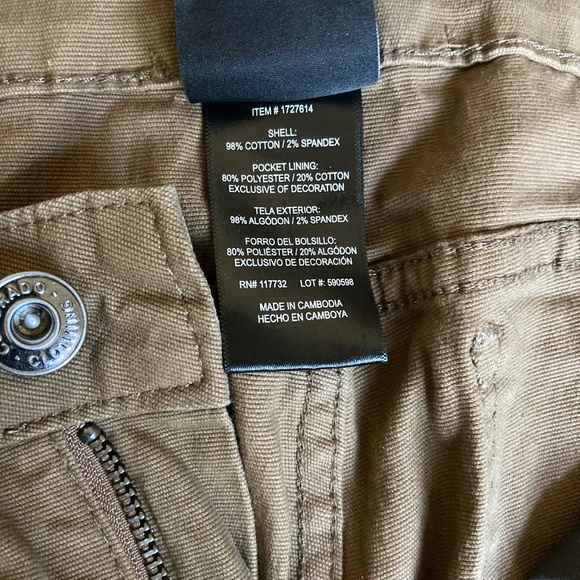 ITEM # 1727614
SHELL:
98% COTTON / 2% SPANDEX
POCKET LINING:
80% POLYESTER / 20% COTTON
EXCLUSIVE OF DECORATION
TELA EXTERIOR:
98% ALGODÓN / 2% SPANDEX
FORRO DEL BOLSILLO:
80% POLIÉSTER / 20% ALGODÓN
EXCLUSIVO DE DECORACIÓN
RN# 117732 LOT #: 590598
MADE IN CAMBODIA
HECHO EN CAMBOYA